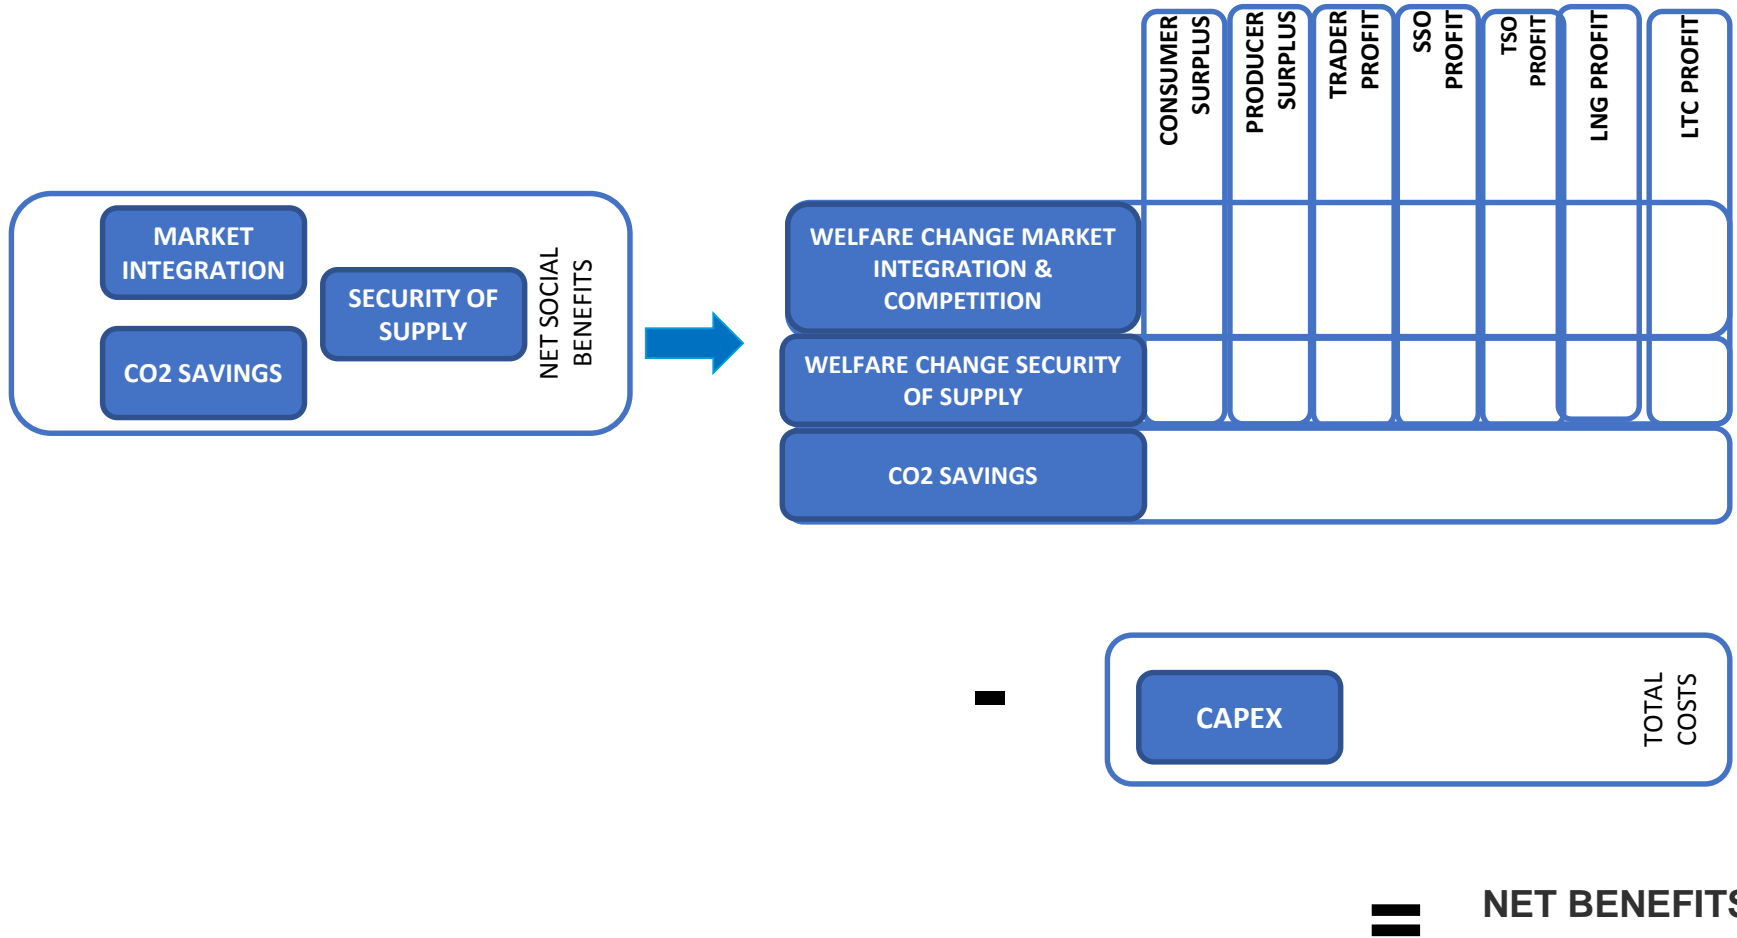 CONSUMER
SURPLUS
PRODUCER
SURPLUS
TRADER
PROFIT
SSO
PROFIT
TSO
PROFIT
LNG PROFIT
LTC PROFIT
MARKET
INTEGRATION
SECURITY OF
SUPPLY
CO2 SAVINGS
NET SOCIAL
BENEFITS
WELFARE CHANGE MARKET
INTEGRATION &
COMPETITION
WELFARE CHANGE SECURITY
OF SUPPLY
CO2 SAVINGS
-
CAPEX
TOTAL
COSTS
= NET BENEFITS